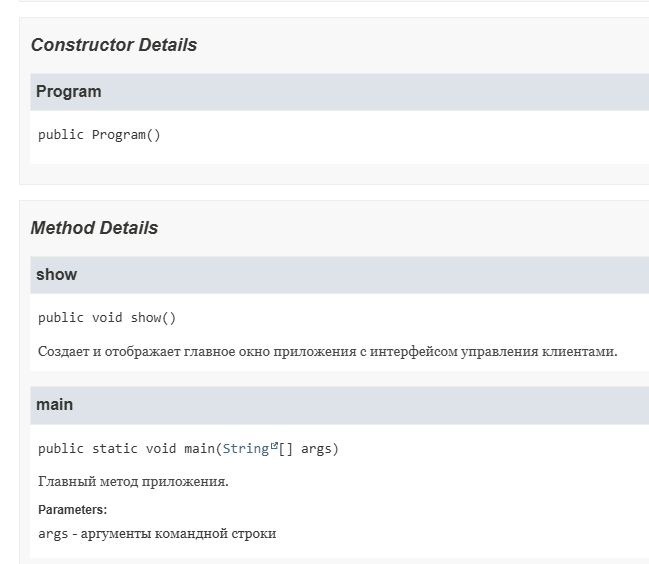 Constructor Details
Program
public Program()
Method Details
show
public void show()
Создает и отображает главное окно приложения с интерфейсом управления клиентами.
main
public static void main(String[] args)
Главный метод приложения.
Parameters:
args - аргументы командной строки